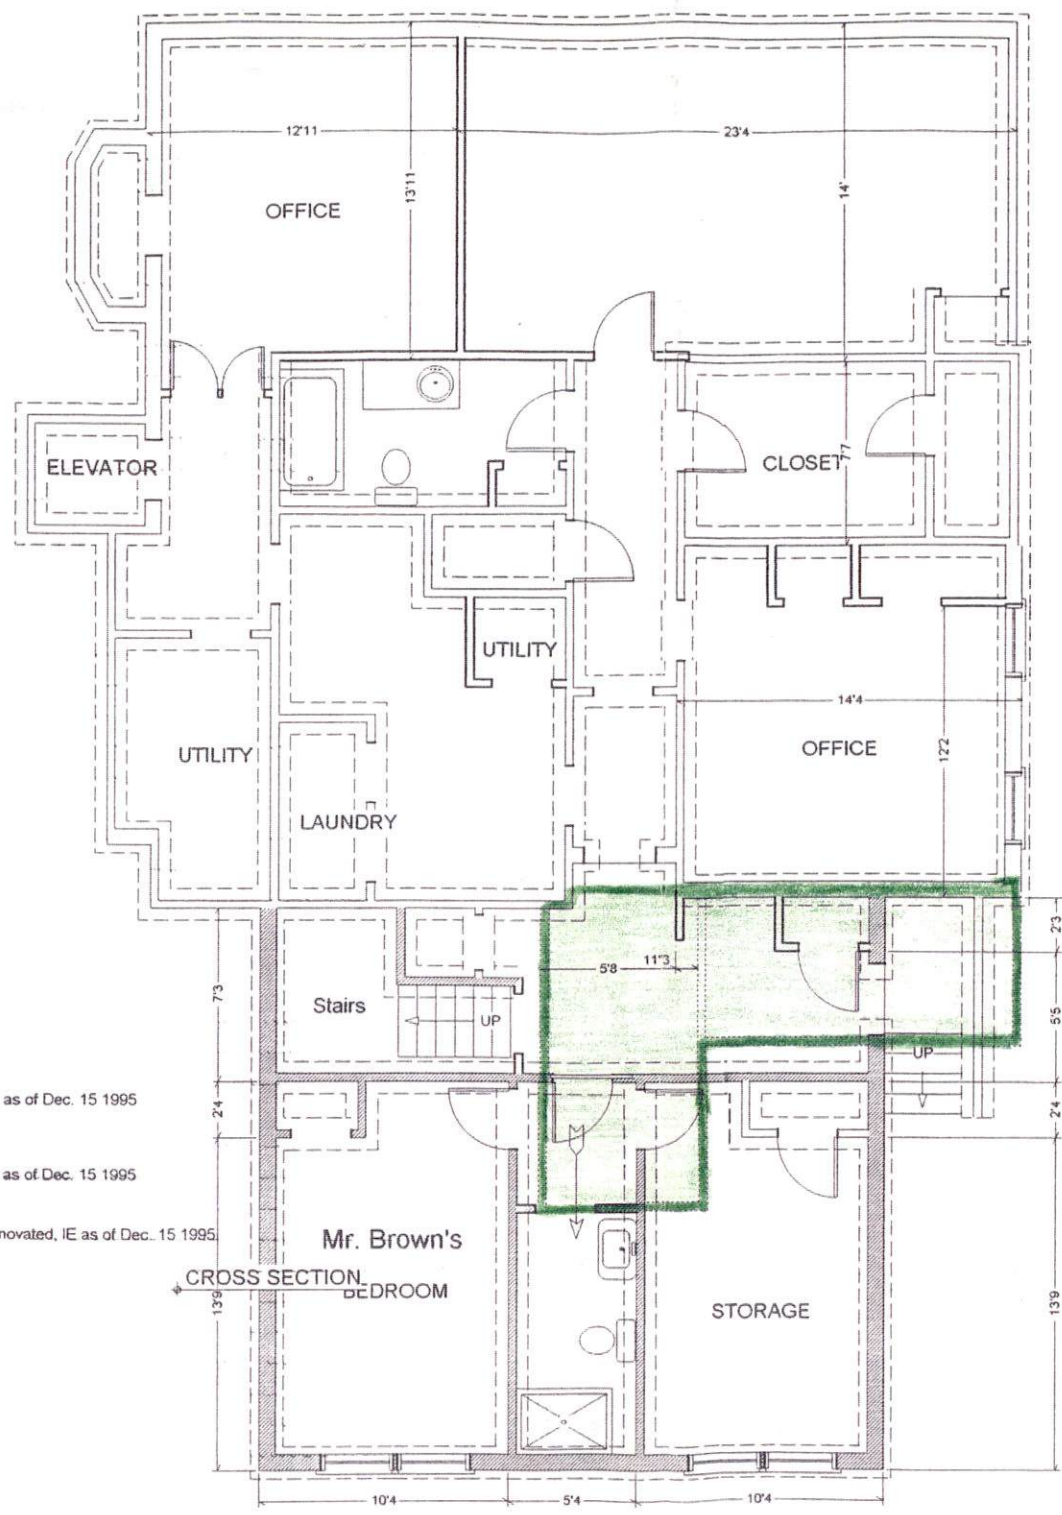 12'11
23'4
13'11
14'
OFFICE
ELEVATOR
CLOSET
7'7
UTILITY
14'4
UTILITY
OFFICE
12'2
LAUNDRY
2'3
5'8
11"3
7'3
Stairs
UP
5'5
UP
as of Dec. 15 1995
2'4
2'4
as of Dec. 15 1995
novated, IE as of Dec. 15 1995
Mr. Brown's
CROSS SECTION
BEDROOM
13'9
STORAGE
13'9
10'4
5'4
10'4